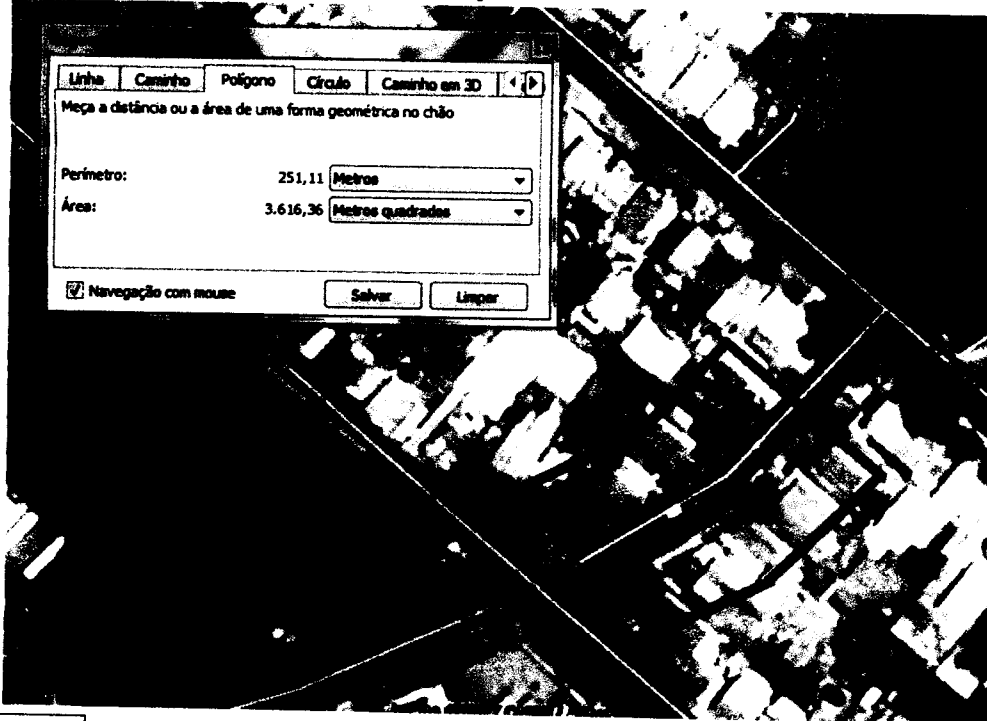 Linha Caminho Polígono Círculo Caminho em 3D
Meça a distância ou a área de uma forma geométrica no chão
Perímetro: 251,11 Metros
Área: 3.616,36 Metros quadrados
Navegação com mouse Salvar Limpar